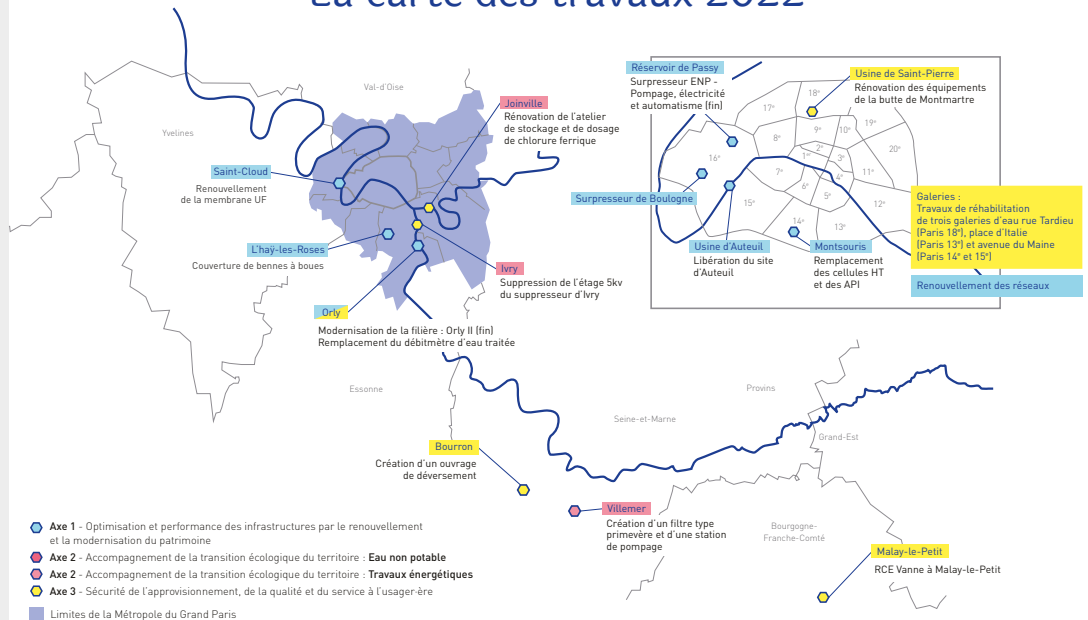 La carte des travaux 2022
Val-d'Oise
Yvelines
Joinville
Rénovation de l'atelier
de stockage et de dosage
de chlorure ferrique
Saint-Cloud
Renouvellement
de la membrane UF
L'haÿ-les-Roses
Couverture de bennes à boues
Ivry
Suppression de l'étage 5kv
du suppresseur d'Ivry
Orly
Modernisation de la filière : Orly II (fin)
Remplacement du débitmètre d'eau traitée
Réservoir de Passy
Surpresseur ENP -
Pompage, électricité
et automatisme (fin)
Usine de Saint-Pierre
Rénovation des équipements
de la butte de Montmartre
18e
17e
19e
9e
10e
8e
2e
20e
1er
3e
16e
11e
7e
4e
6e
5e
15e
12e
14e
13e
Surpresseur de Boulogne
Galeries :
Travaux de réhabilitation
de trois galeries d'eau rue Tardieu
(Paris 18e), place d'Italie
(Paris 13e) et avenue du Maine
(Paris 14e et 15e)
Usine d'Auteuil
Libération du site
d'Auteuil
Montsouris
Remplacement
des cellules HT
et des API
Renouvellement des réseaux
Essonne
Seine-et-Marne
Provins
Grand-Est
Bourgogne-
Franche-Comté
Bourron
Création d'un ouvrage
de déversement
Villemer
Création d'un filtre type
primevère et d'une station
de pompage
Malay-le-Petit
RCE Vanne à Malay-le-Petit
Axe 1 - Optimisation et performance des infrastructures par le renouvellement
et la modernisation du patrimoine
Axe 2 - Accompagnement de la transition écologique du territoire : Eau non potable
Axe 2 - Accompagnement de la transition écologique du territoire : Travaux énergétiques
Axe 3 - Sécurité de l'approvisionnement, de la qualité et du service à l'usager·ère
Limites de la Métropole du Grand Paris